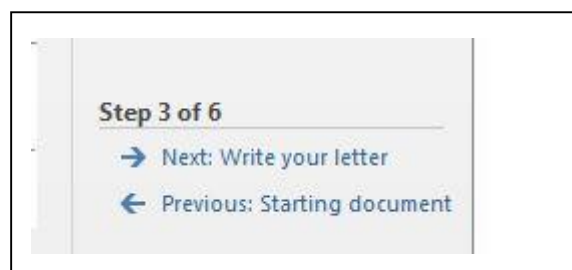 Step 3 of 6
Next: Write your letter
Previous: Starting document